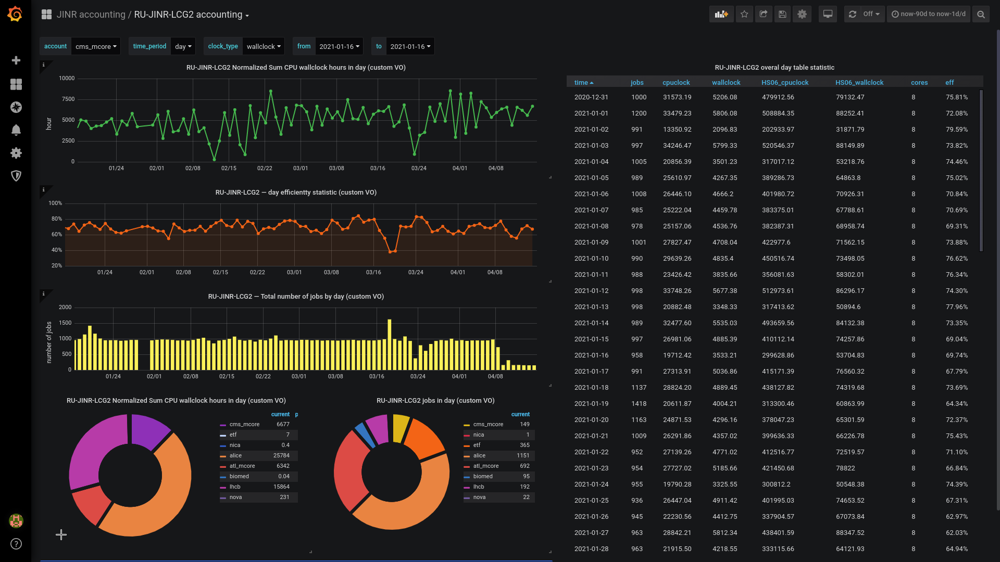 JINR accounting / RU-JINR-LCG2 accounting
Off
now-90d to now-1d/d
account cms_mcore time_period day clock_type wallclock from 2021-01-16 to 2021-01-16
RU-JINR-LCG2 Normalized Sum CPU wallclock hours in day (custom VO)
hour
10000
7500
5000
2500
0
01/24 02/01 02/08 02/15 02/22 03/01 03/08 03/16 03/24 04/01 04/08
RU-JINR-LCG2 — day efficientty statistic (custom VO)
100%
80%
60%
40%
20%
01/24 02/01 02/08 02/15 02/22 03/01 03/08 03/16 03/24 04/01 04/08
RU-JINR-LCG2 — Total number of jobs by day (custom VO)
number of jobs
2000
1500
1000
500
0
01/24 02/01 02/08 02/15 02/22 03/01 03/08 03/16 03/24 04/01 04/08
RU-JINR-LCG2 Normalized Sum CPU wallclock hours in day (custom VO)
current p
cms_mcore 6677
etf 7
nica 0.4
alice 25784
atl_mcore 6342
biomed 0.04
lhcb 15864
nova 231
RU-JINR-LCG2 jobs in day (custom VO)
current
cms_mcore 149
nica 1
etf 365
alice 1151
atl_mcore 692
biomed 95
lhcb 192
nova 22
RU-JINR-LCG2 overal day table statistic
time jobs cpuclock wallclock HS06_cpuclock HS06_wallclock cores eff
2020-12-31 1000 31573.19 5206.08 479912.56 79132.47 8 75.81%
2021-01-01 1200 33479.23 5806.08 508884.35 88252.41 8 72.08%
2021-01-02 991 13350.92 2096.83 202933.97 31871.79 8 79.59%
2021-01-03 997 34246.47 5799.33 520546.37 88149.89 8 73.82%
2021-01-04 1005 20856.39 3501.23 317017.12 53218.76 8 74.46%
2021-01-05 989 25610.97 4267.35 389286.73 64863.8 8 75.02%
2021-01-06 1008 26446.10 4666.2 401980.72 70926.31 8 70.84%
2021-01-07 985 25222.04 4459.78 383375.01 67788.61 8 70.69%
2021-01-08 978 25157.06 4536.76 382387.31 68958.74 8 69.31%
2021-01-09 1001 27827.47 4708.04 422977.6 71562.15 8 73.88%
2021-01-10 990 29639.26 4835.4 450516.74 73498.05 8 76.62%
2021-01-11 988 23426.42 3835.66 356081.63 58302.01 8 76.34%
2021-01-12 998 33748.26 5677.38 512973.61 86296.17 8 74.30%
2021-01-13 998 20882.48 3348.33 317413.62 50894.6 8 77.96%
2021-01-14 989 32477.60 5535.03 493659.56 84132.38 8 73.35%
2021-01-15 997 26981.06 4885.39 410112.14 74257.86 8 69.04%
2021-01-16 958 19712.42 3533.21 299628.86 53704.83 8 69.74%
2021-01-17 991 27313.91 5036.86 415171.39 76560.32 8 67.79%
2021-01-18 1137 28824.20 4889.45 438127.82 74319.68 8 73.69%
2021-01-19 1418 20611.87 4004.21 313300.46 60863.99 8 64.34%
2021-01-20 1163 24871.53 4296.16 378047.23 65301.59 8 72.37%
2021-01-21 1009 26291.86 4357.02 399636.33 66226.78 8 75.43%
2021-01-22 952 27139.26 4771.02 412516.77 72519.57 8 71.10%
2021-01-23 954 27727.02 5185.66 421450.68 78822 8 66.84%
2021-01-24 955 19790.28 3325.55 300812.2 50548.38 8 74.39%
2021-01-25 936 26447.04 4911.42 401995.03 74653.52 8 67.31%
2021-01-26 945 22230.56 4412.75 337904.57 67073.84 8 62.97%
2021-01-27 963 28842.21 5812.34 438401.59 88347.52 8 62.03%
2021-01-28 963 21915.50 4218.55 333115.66 64121.93 8 64.94%